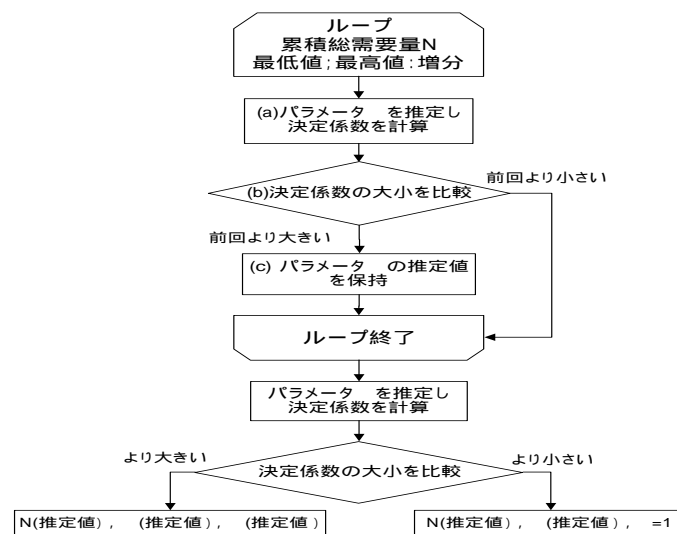 ループ
累積総需要量N
最低値;最高値:増分
(a)パラメータ を推定し
決定係数を計算
(b)決定係数の大小を比較
前回より小さい
前回より大きい
(c) パラメータ の推定値
を保持
ループ終了
パラメータ を推定し
決定係数を計算
決定係数の大小を比較
より大きい
より小さい
N(推定値), (推定値), (推定値)
N(推定値), (推定値), =1